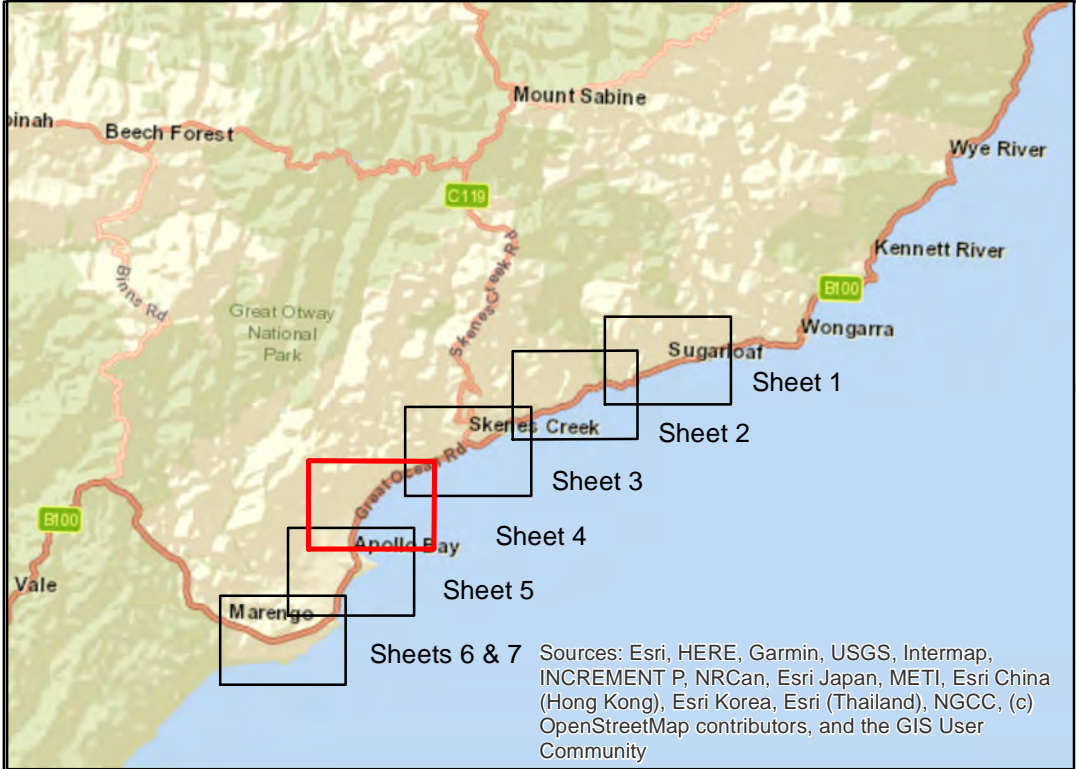 Mount Sabine
pinah
Beech Forest
Wye River
C119
Skenes Creek Rd
Kennett River
Binns Rd
B100
Great Otway
National
Park
Wongarra
Sugarloaf
Sheet 1
Skenes Creek
Sheet 2
Great Ocean Rd
Sheet 3
B100
Apollo Bay
Sheet 4
Vale
Sheet 5
Marengo
Sheets 6 & 7
Sources: Esri, HERE, Garmin, USGS, Intermap,
INCREMENT P, NRCan, Esri Japan, METI, Esri China
(Hong Kong), Esri Korea, Esri (Thailand), NGCC, (c)
OpenStreetMap contributors, and the GIS User
Community